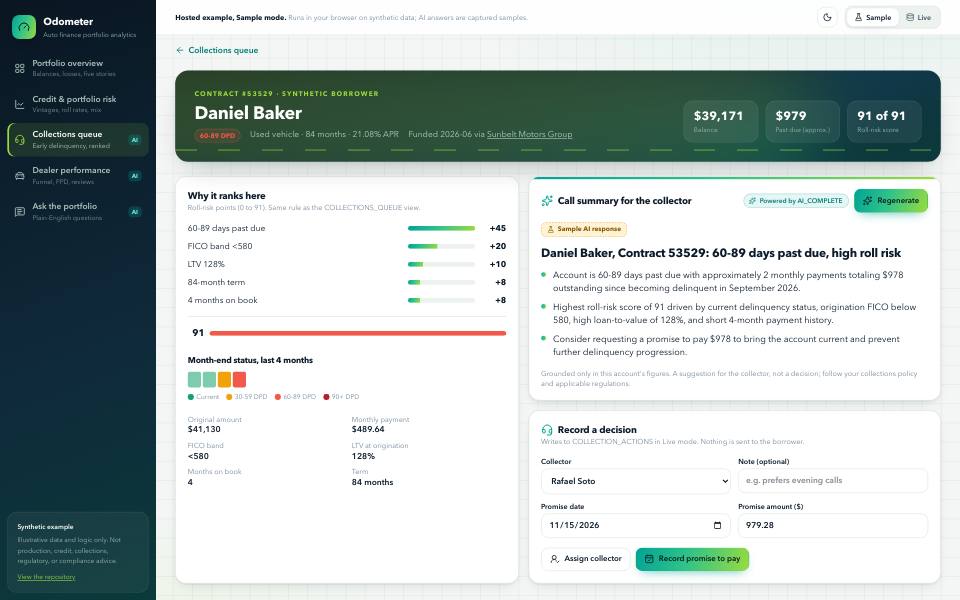 Odometer
Auto finance portfolio analytics
Portfolio overview
Balances, losses, five stories
Credit & portfolio risk
Vintages, roll rates, mix
Collections queue
Early delinquency, ranked
AI
Dealer performance
Funnel, FPD, reviews
AI
Ask the portfolio
Plain-English questions
AI
Synthetic example
Illustrative data and logic only. Not
production, credit, collections,
regulatory, or compliance advice.
View the repository
Hosted example, Sample mode. Runs in your browser on synthetic data; AI answers are captured samples.
Sample
Live
Collections queue
CONTRACT #53529 · SYNTHETIC BORROWER
Daniel Baker
60-89 DPD
Used vehicle · 84 months · 21.08% APR
Funded 2026-06 via Sunbelt Motors Group
$39,171
Balance
$979
Past due (approx.)
91 of 91
Roll-risk score
Why it ranks here
Roll-risk points (0 to 91). Same rule as the COLLECTIONS_QUEUE view.
60-89 days past due +45
FICO band <580 +20
LTV 128% +10
84-month term +8
4 months on book +8
91
Month-end status, last 4 months
Current 30-59 DPD 60-89 DPD 90+ DPD
Original amount
$41,130
Monthly payment
$489.64
FICO band
<580
LTV at origination
128%
Months on book
4
Term
84 months
Call summary for the collector
Powered by AI_COMPLETE
Regenerate
Sample AI response
Daniel Baker, Contract 53529: 60-89 days past due, high roll risk
Account is 60-89 days past due with approximately 2 monthly payments totaling $978
outstanding since becoming delinquent in September 2026.
Highest roll-risk score of 91 driven by current delinquency status, origination FICO below
580, high loan-to-value of 128%, and short 4-month payment history.
Consider requesting a promise to pay $978 to bring the account current and prevent
further delinquency progression.
Grounded only in this account's figures. A suggestion for the collector, not a decision; follow your collections policy
and applicable regulations.
Record a decision
Writes to COLLECTION_ACTIONS in Live mode. Nothing is sent to the borrower.
Collector
Rafael Soto
Note (optional)
e.g. prefers evening calls
Promise date
11/15/2026
Promise amount ($)
979.28
Assign collector
Record promise to pay